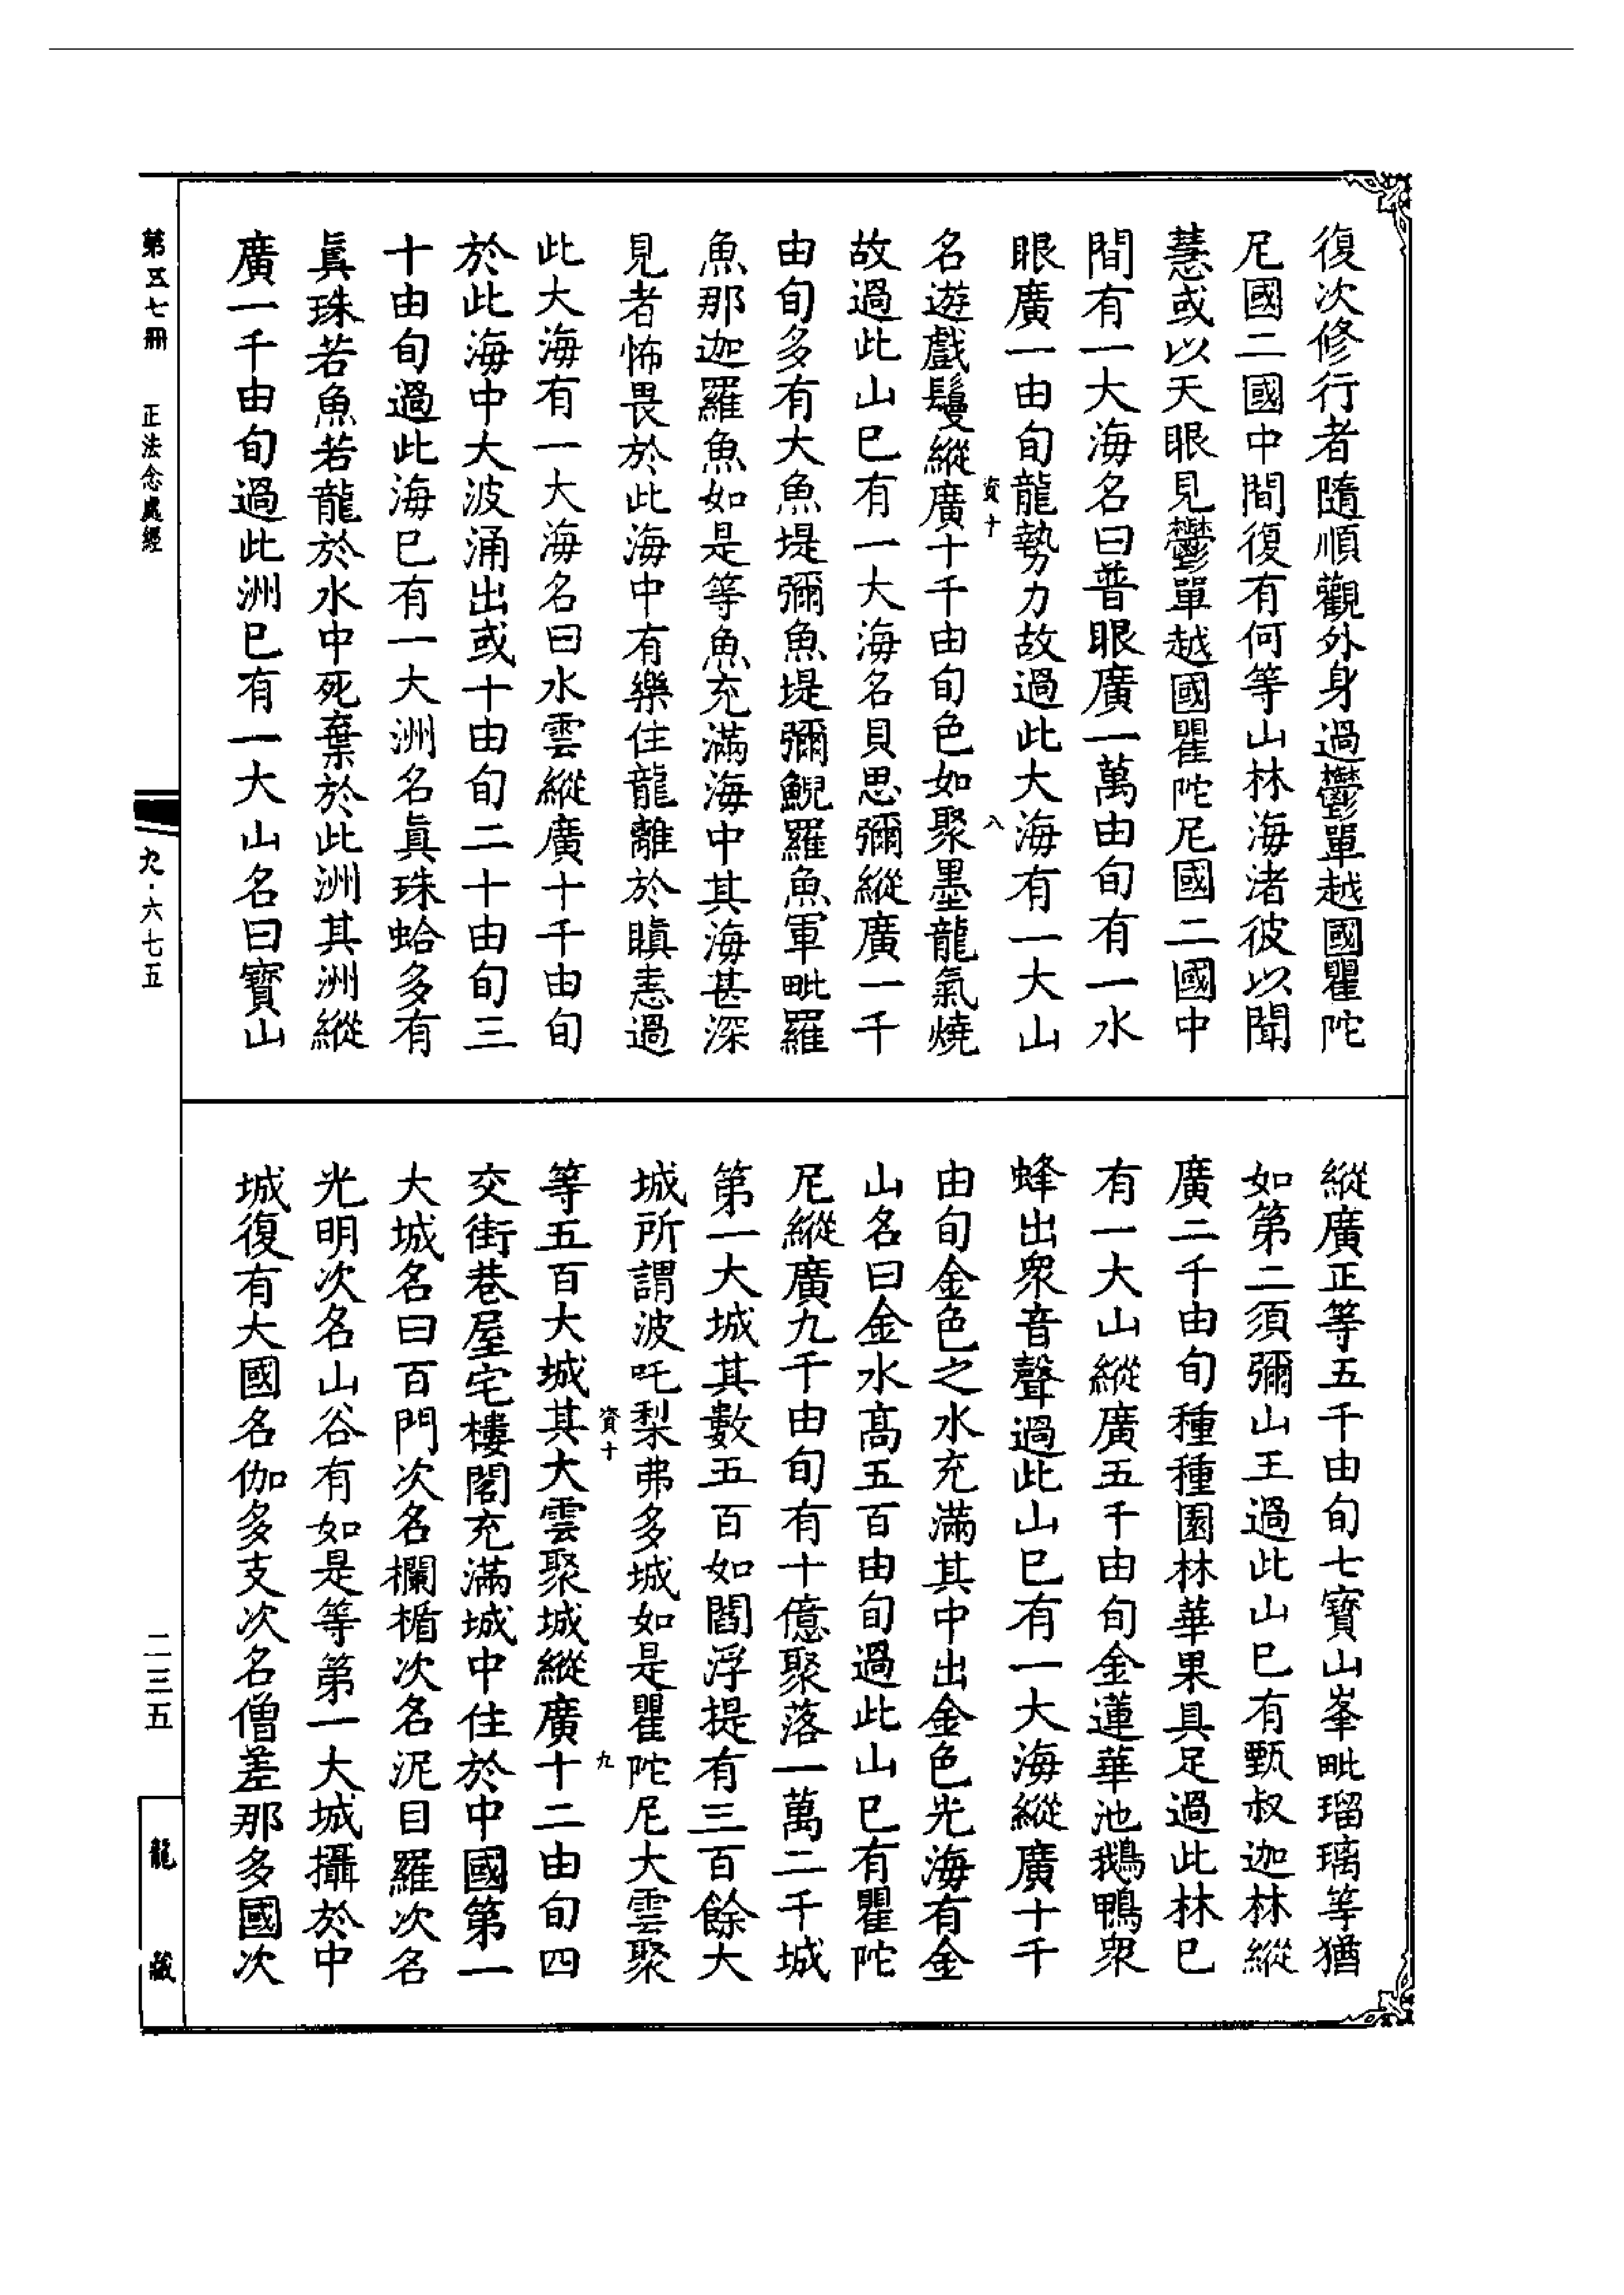 復次修行者隨順觀外身過鬱單越國瞿陀
尼國二國中間復有何等山林海渚彼以聞
慧或以天眼見鬱單越國瞿陀尼國二國中
間有一大海名曰普眼廣一萬由旬有一水
眼廣一由旬龍勢力故過此大海有一大山
資十 八
名遊戲鬘縱廣十千由旬色如聚墨龍氣燒
故過此山已有一大海名貝思彌縱廣一千
由旬多有大魚堤彌魚堤彌鯢羅魚軍毗羅
魚那迦羅魚如是等魚充滿海中其海甚深
見者怖畏於此海中有樂住龍離於瞋恚過
此大海有一大海名曰水雲縱廣十千由旬
於此海中大波涌出或十由旬二十由旬三
十由旬過此海已有一大洲名眞珠蛤多有
眞珠若魚若龍於水中死棄於此洲其洲縱
廣一千由旬過此洲已有一大山名曰寶山
縱廣正等五千由旬七寶山峯毗瑠璃等猶
如第二須彌山王過此山已有甄叔迦林縱
廣二千由旬種種園林華果具足過此林已
有一大山縱廣五千由旬金蓮華池鵝鴨衆
蜂出衆音聲過此山已有一大海縱廣十千
由旬金色之水充滿其中出金色光海有金
山名曰金水高五百由旬過此山已有瞿陀
尼縱廣九千由旬有十億聚落一萬二千城
第一大城其數五百如閻浮提有三百餘大
城所謂波吒梨弗多城如是瞿陀尼大雲聚
資十 九
等五百大城其大雲聚城縱廣十二由旬四
交街巷屋宅樓閣充滿城中住於中國第一
大城名曰百門次名欄楯次名泥目羅次名
光明次名山谷有如是等第一大城攝於中
城復有大國名伽多支次名僧差那多國次
第五七冊 正法念處經
九·六七五
二三五
龍藏